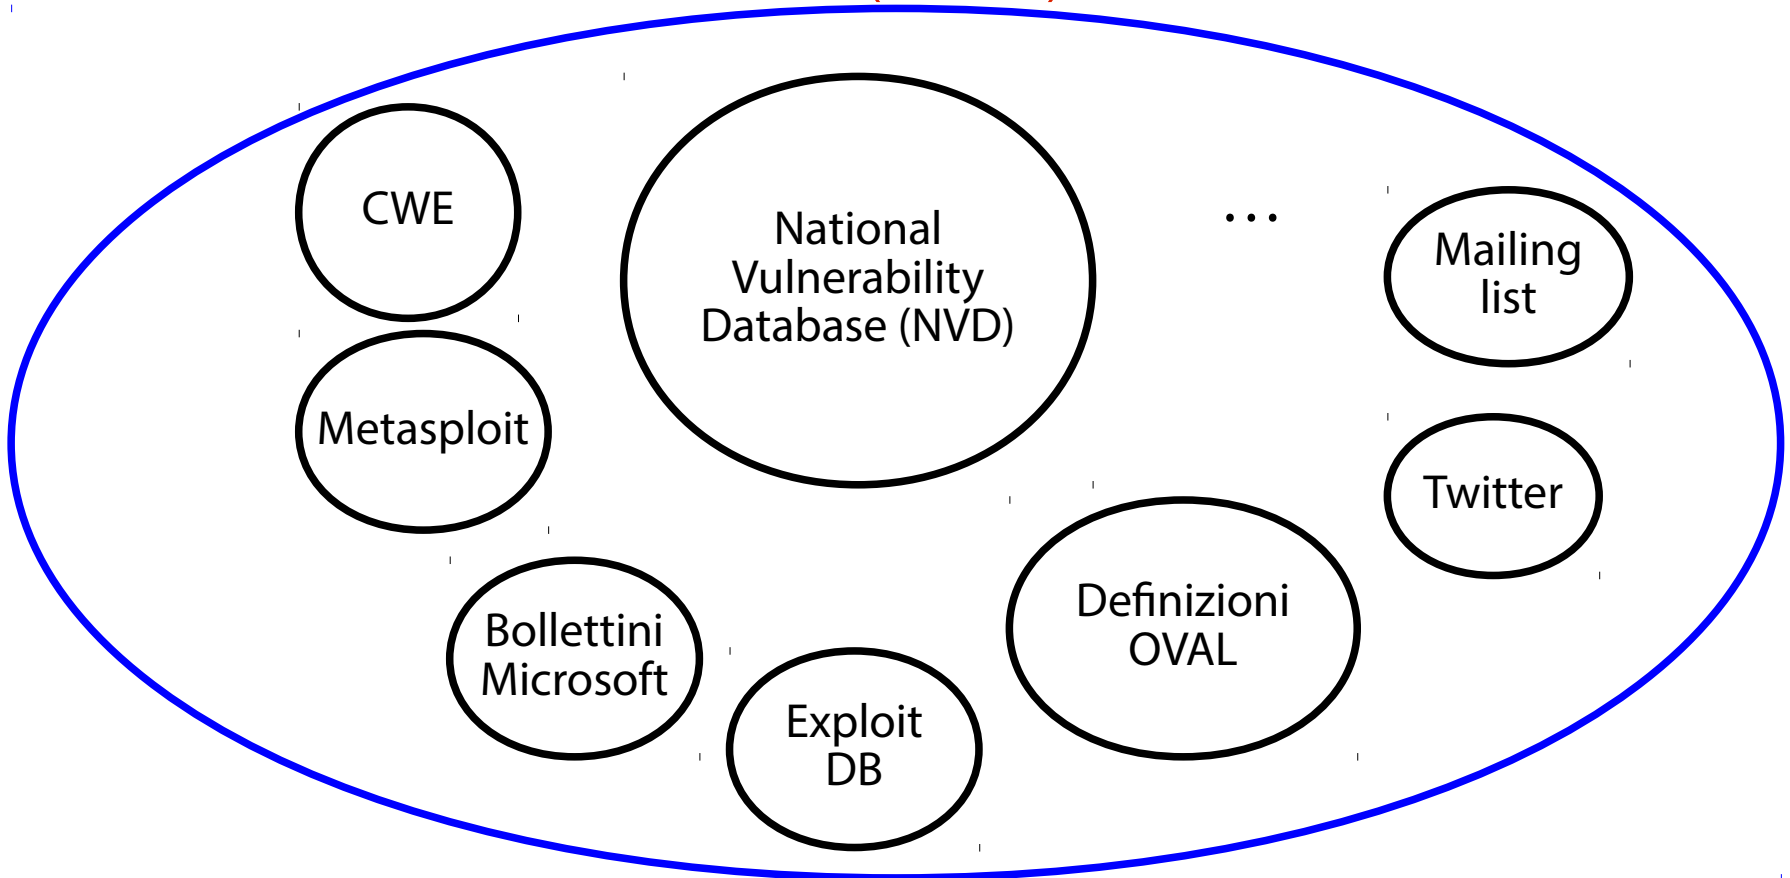 CWE
National
Vulnerability
Database (NVD)
...
Mailing
list
Metasploit
Twitter
Bollettini
Microsoft
Definizioni
OVAL
Exploit
DB